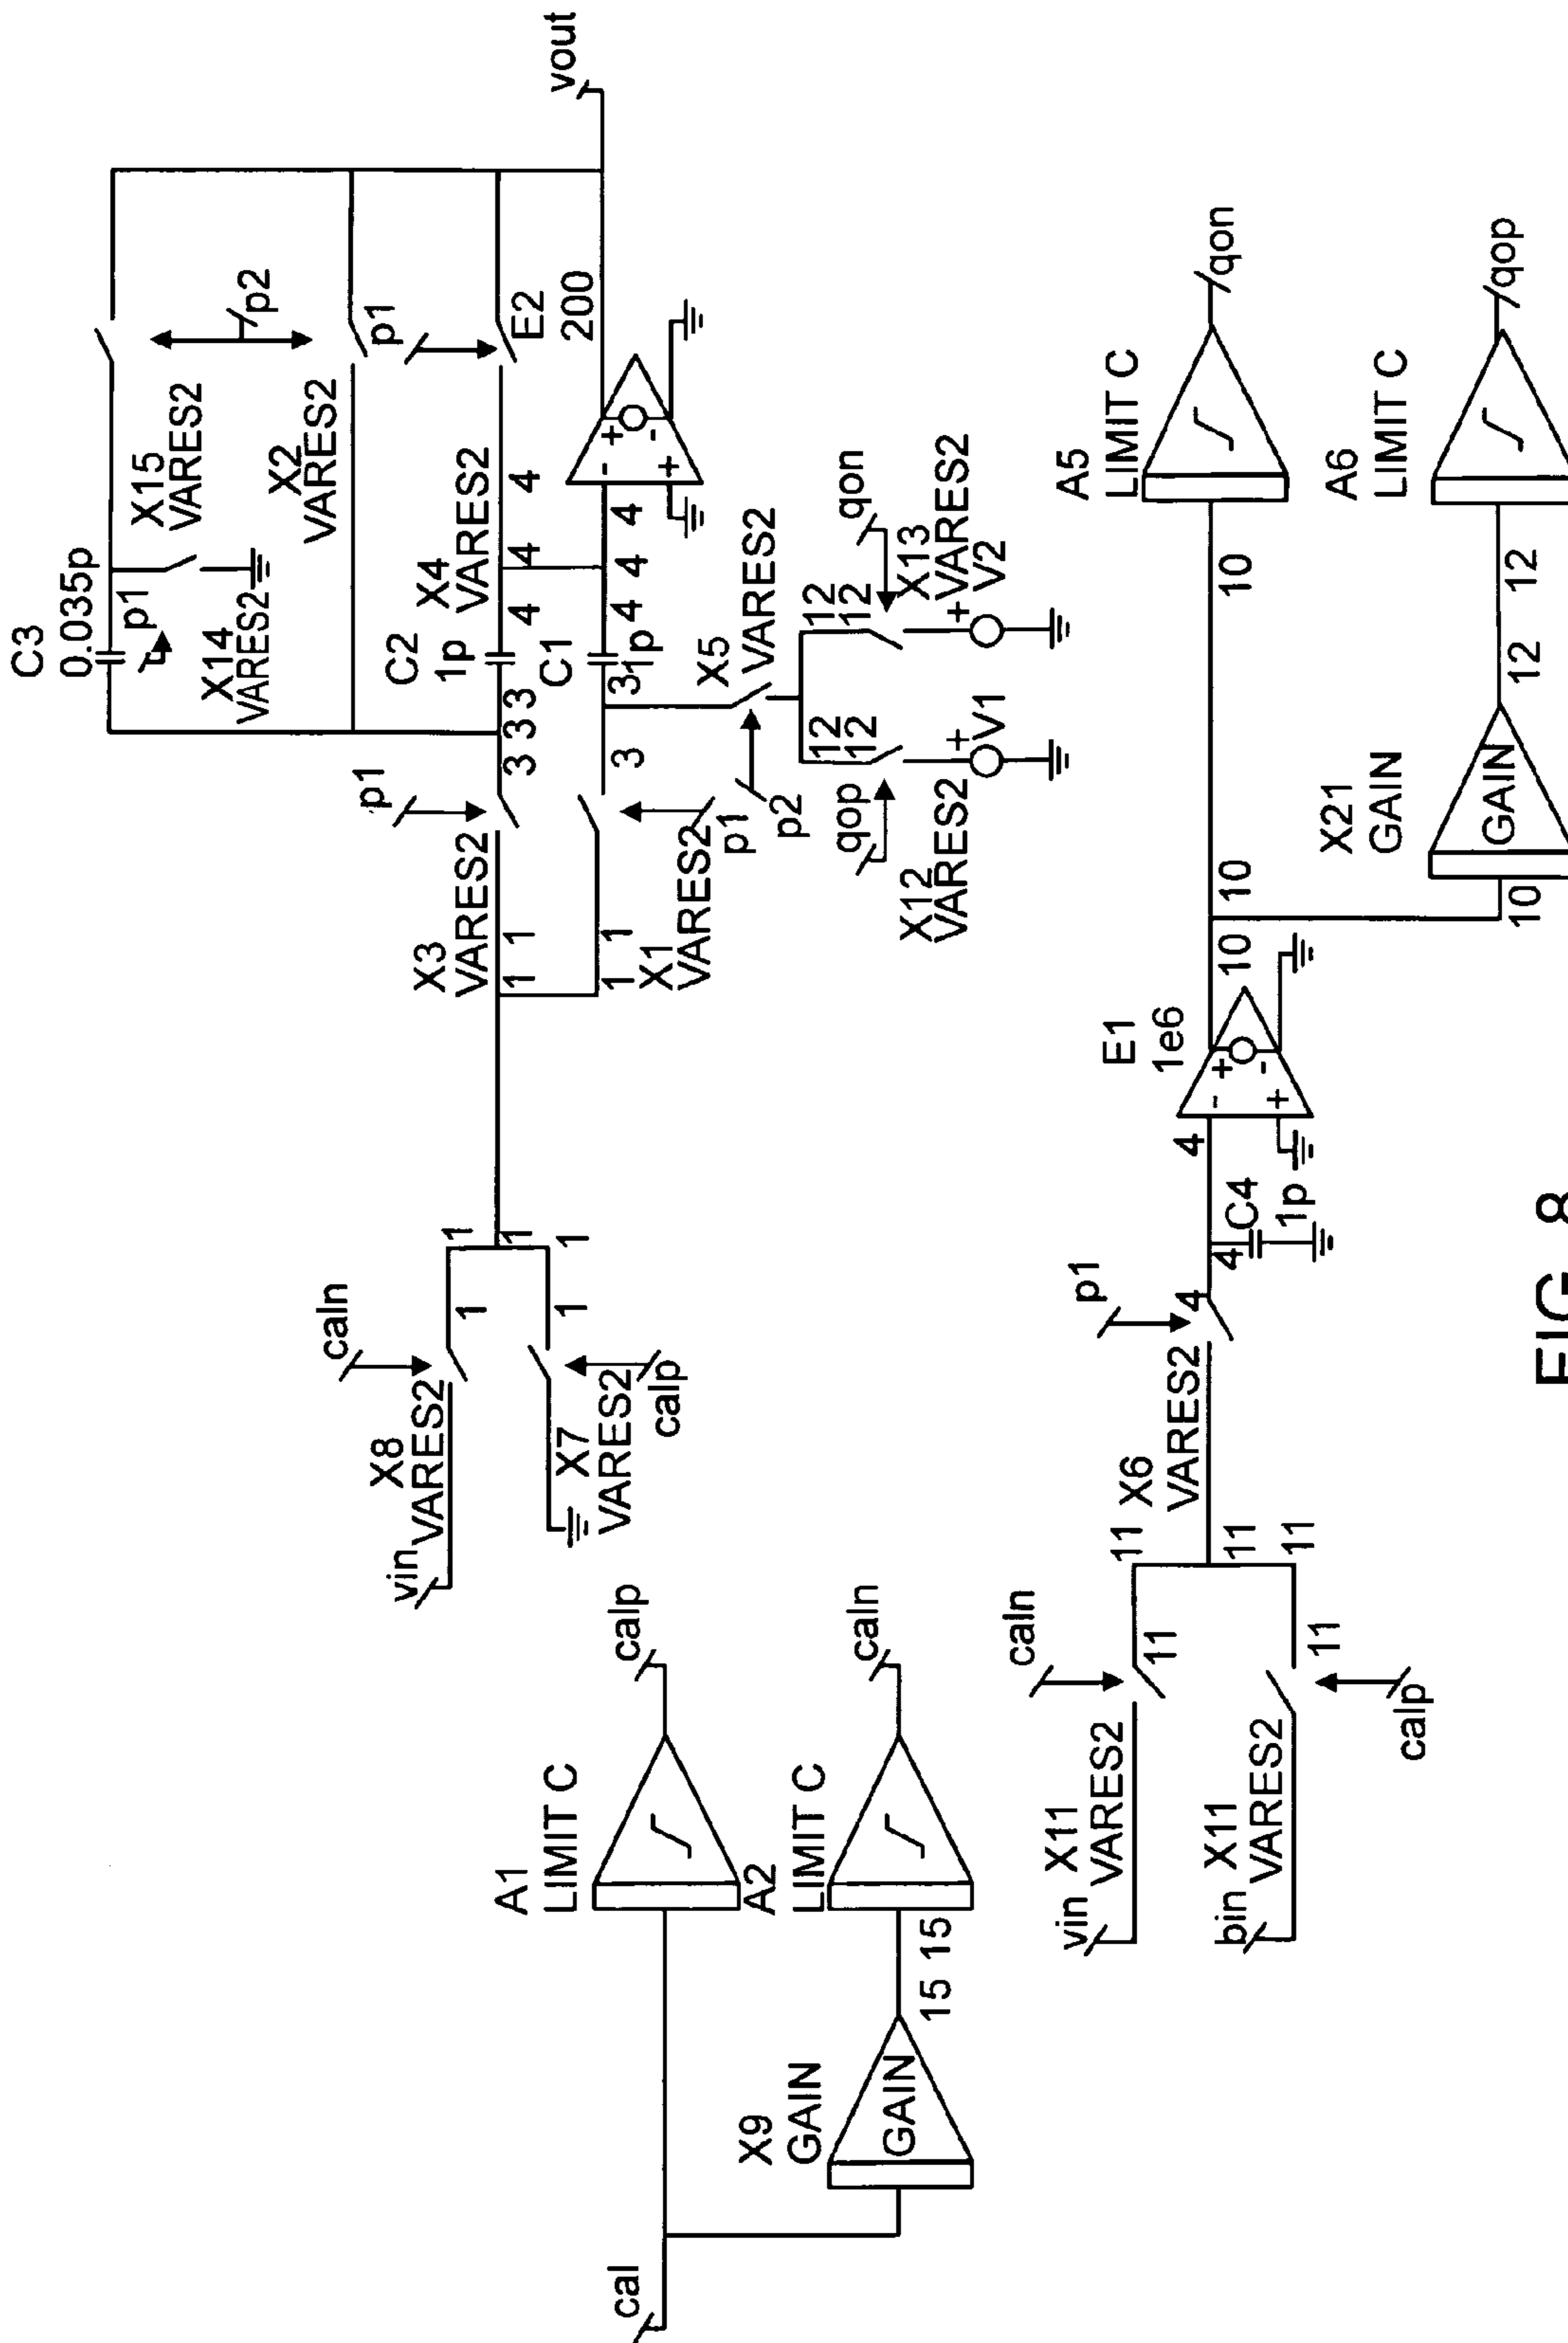 C3
0.035p
p1
X14
VARES2
X15
VARES2
p2
X2
VARES2
p1
vout
E2
200
X4
VARES2
4
4
4
C2
1p
3
3
3
p1
X3
VARES2
1
1
C1
1p
3
3
4
4
4
-
+
+
-
1
1
X1
VARES2
p1
X5
VARES2
p2
12
12
12
12
qop
X12
VARES2
+
V1
qon
X13
VARES2
+
V2
caln
X8
VARES2
vin
1
1
1
1
1
X7
VARES2
calp
cal
A1
LIMIT C
calp
X9
GAIN
GAIN
15 15
A2
LIMIT C
caln
caln
vin
X11
VARES2
11
11
11
11
11
bin
X11
VARES2
calp
p1
X6
VARES2
4
4
4
C4
1p
E1
1e6
-
+
+
-
10
10
10
10
A5
LIMIT C
qon
X21
GAIN
GAIN
12
12
A6
LIMIT C
qop
FIG. 8